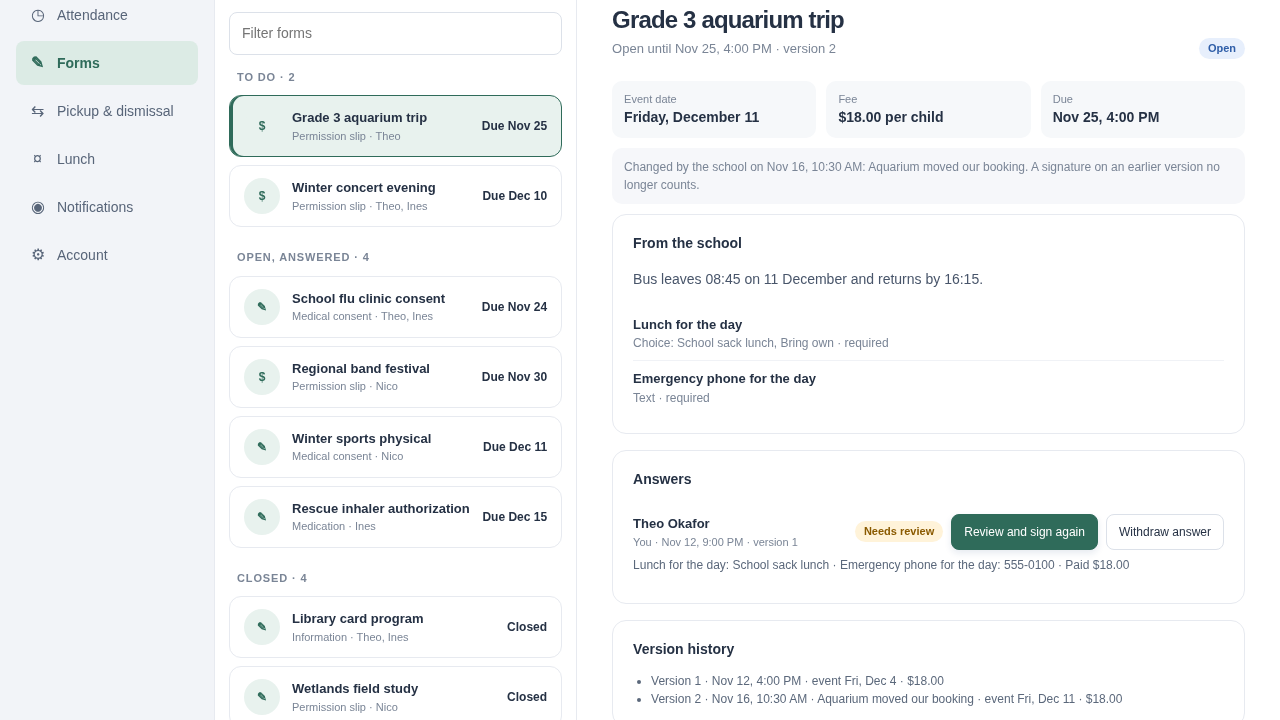 Attendance
Forms
Pickup & dismissal
Lunch
Notifications
Account
Filter forms
TO DO · 2
$ Grade 3 aquarium trip
Permission slip · Theo
Due Nov 25
$ Winter concert evening
Permission slip · Theo, Ines
Due Dec 10
OPEN, ANSWERED · 4
School flu clinic consent
Medical consent · Theo, Ines
Due Nov 24
$ Regional band festival
Permission slip · Nico
Due Nov 30
Winter sports physical
Medical consent · Nico
Due Dec 11
Rescue inhaler authorization
Medication · Ines
Due Dec 15
CLOSED · 4
Library card program
Information · Theo, Ines
Closed
Wetlands field study
Permission slip · Nico
Closed
Grade 3 aquarium trip
Open until Nov 25, 4:00 PM · version 2
Open
Event date
Friday, December 11
Fee
$18.00 per child
Due
Nov 25, 4:00 PM
Changed by the school on Nov 16, 10:30 AM: Aquarium moved our booking. A signature on an earlier version no
longer counts.
From the school
Bus leaves 08:45 on 11 December and returns by 16:15.
Lunch for the day
Choice: School sack lunch, Bring own · required
Emergency phone for the day
Text · required
Answers
Theo Okafor
You · Nov 12, 9:00 PM · version 1
Needs review
Review and sign again
Withdraw answer
Lunch for the day: School sack lunch · Emergency phone for the day: 555-0100 · Paid $18.00
Version history
• Version 1 · Nov 12, 4:00 PM · event Fri, Dec 4 · $18.00
• Version 2 · Nov 16, 10:30 AM · Aquarium moved our booking · event Fri, Dec 11 · $18.00